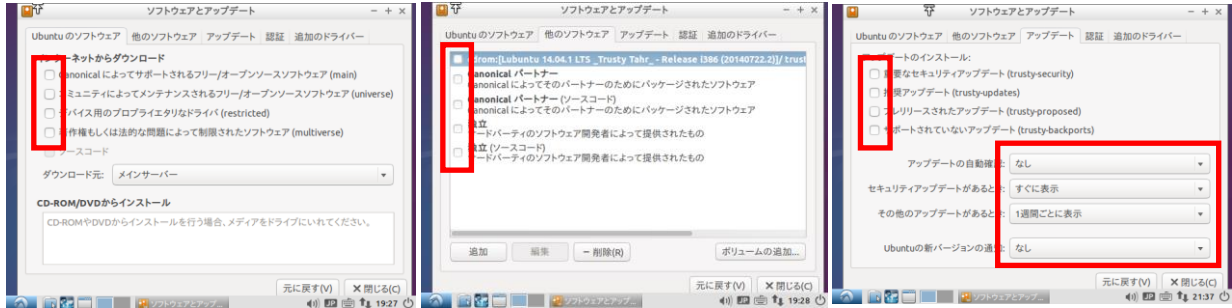 ソフトウェアとアップデート
Ubuntu のソフトウェア 他のソフトウェア アップデート 認証 追加のドライバー
インターネットからダウンロード
Canonical によってサポートされるフリー/オープンソースソフトウェア (main)
コミュニティによってメンテナンスされるフリー/オープンソースソフトウェア (universe)
デバイス用のプロプライエタリなドライバ (restricted)
著作権もしくは法的な問題によって制限されたソフトウェア (multiverse)
ソースコード
ダウンロード元: メインサーバー
CD-ROM/DVDからインストール
CD-ROMやDVDからインストールを行う場合、メディアをドライブにいれてください。
元に戻す(V) ×閉じる(C)
ソフトウェアとアップデ...
19:27
ソフトウェアとアップデート
Ubuntu のソフトウェア 他のソフトウェア アップデート 認証 追加のドライバー
cdrom:[Lubuntu 14.04.1 LTS _Trusty Tahr_ - Release i386 (20140722.2)]/ trust
Canonical パートナー
Canonical によってそのパートナーのためにパッケージされたソフトウェア
Canonical パートナー (ソースコード)
Canonical によってそのパートナーのためにパッケージされたソフトウェア
独立
サードパーティのソフトウェア開発者によって提供されたもの
独立 (ソースコード)
サードパーティのソフトウェア開発者によって提供されたもの
追加 編集 − 削除(R) ボリュームの追加...
元に戻す(V) ×閉じる(C)
ソフトウェアとアップデ...
19:28
ソフトウェアとアップデート
Ubuntu のソフトウェア 他のソフトウェア アップデート 認証 追加のドライバー
アップデートのインストール:
重要なセキュリティアップデート (trusty-security)
推奨アップデート (trusty-updates)
プレリリースされたアップデート (trusty-proposed)
サポートされていないアップデート (trusty-backports)
アップデートの自動確認: なし
セキュリティアップデートがあるとき: すぐに表示
その他のアップデートがあるとき: 1週間ごとに表示
Ubuntuの新バージョンの通知: なし
元に戻す(V) ×閉じる(C)
ソフトウェアとアップデ...
21:37